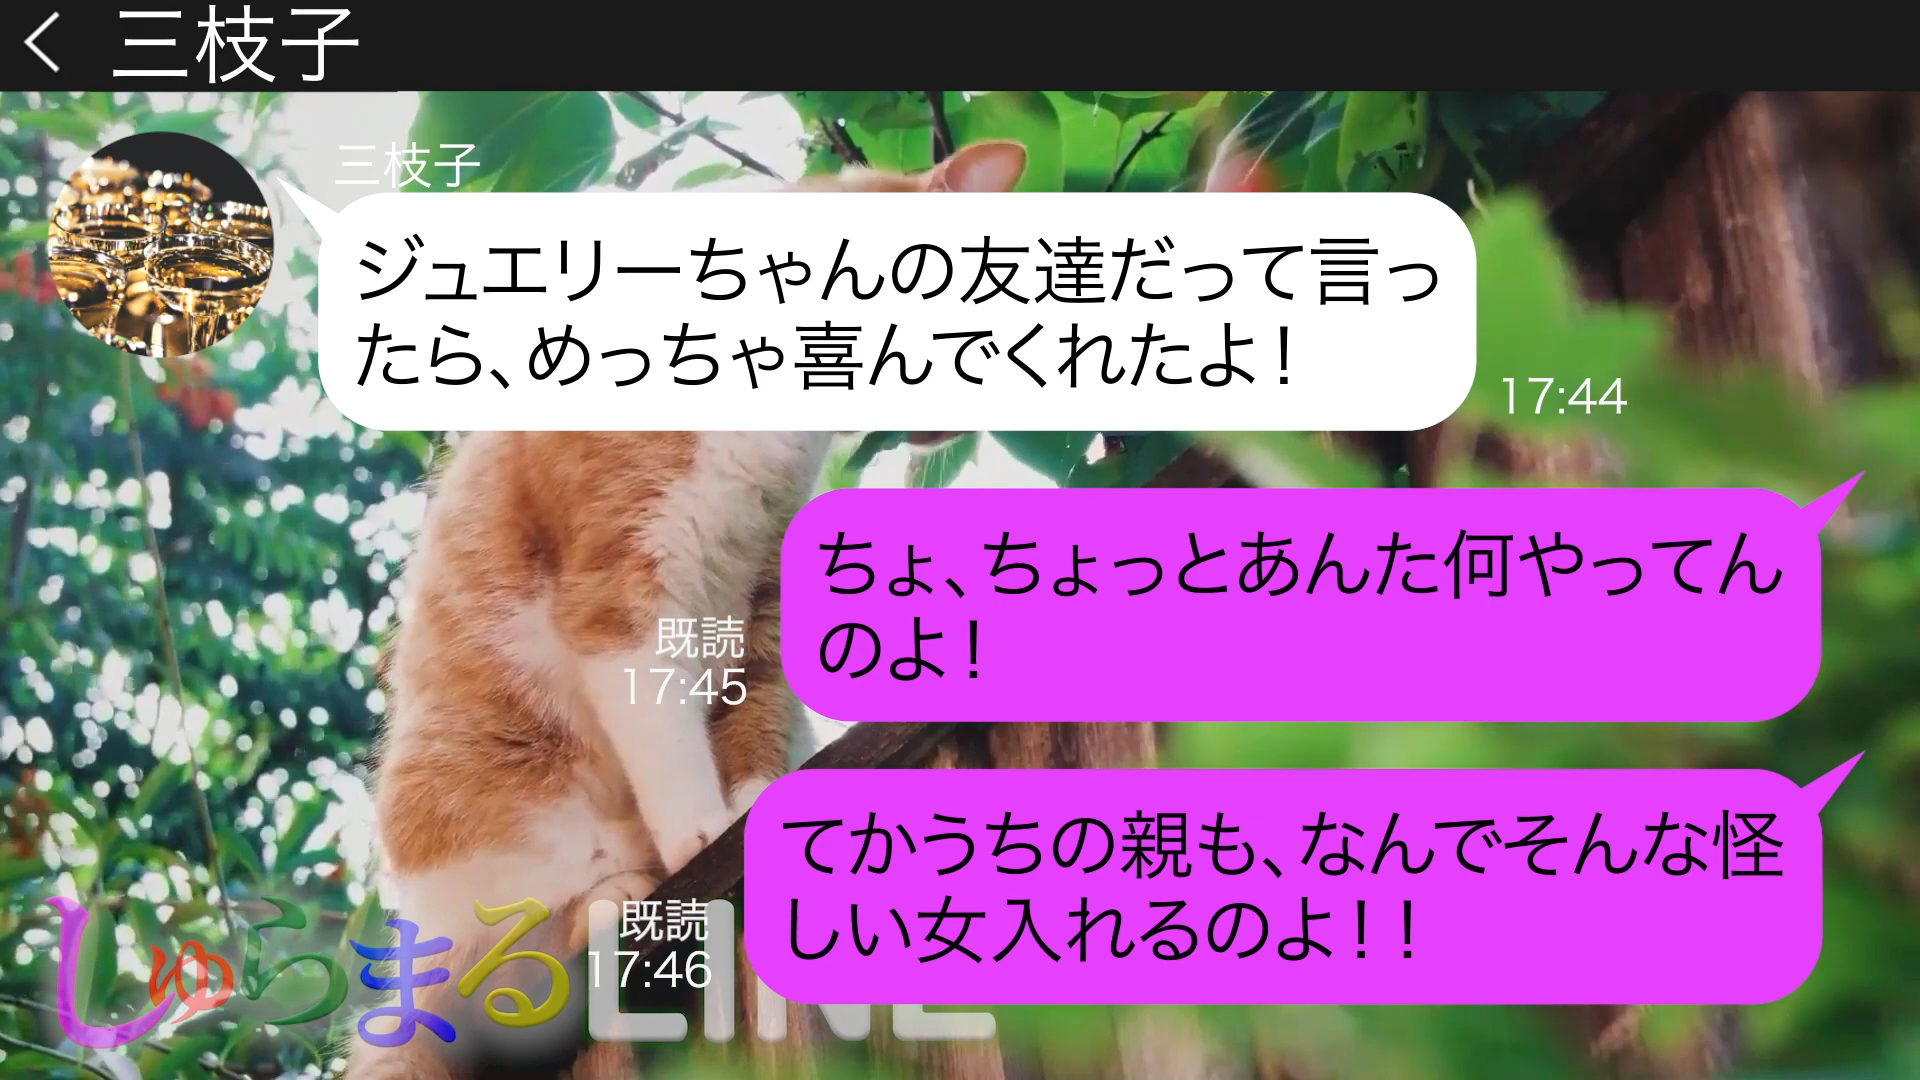 三枝子
三枝子
ジュエリーちゃんの友達だって言っ
たら、めっちゃ喜んでくれたよ！
17:44
ちょ、ちょっとあんた何やってん
のよ！
既読
17:45
てかうちの親も、なんでそんな怪
しい女入れるのよ！！
既読
17:46
しゅらまるLINE